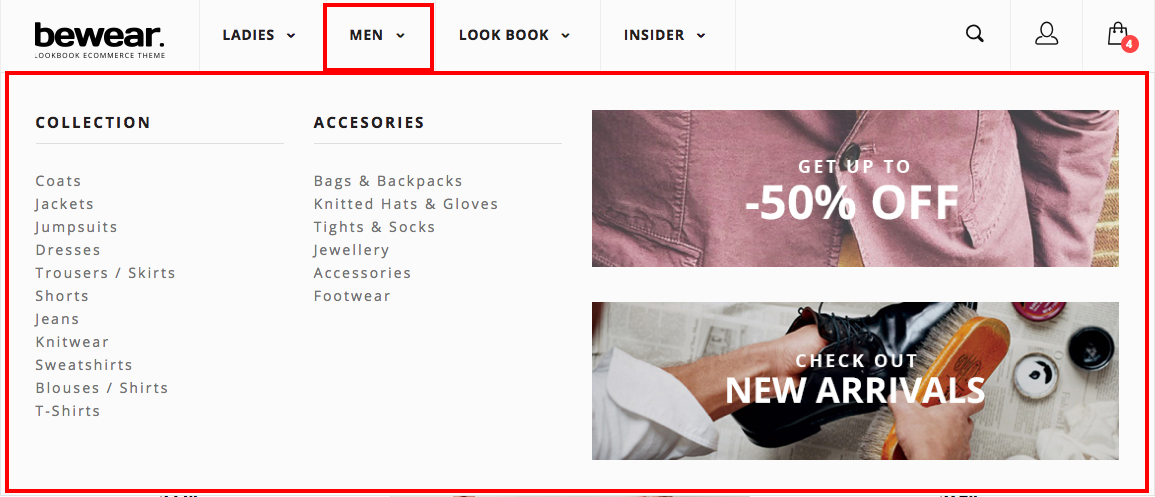 bewear.
LOOKBOOK ECOMMERCE THEME
LADIES
MEN
LOOK BOOK
INSIDER
4
COLLECTION
Coats
Jackets
Jumpsuits
Dresses
Trousers / Skirts
Shorts
Jeans
Knitwear
Sweatshirts
Blouses / Shirts
T-Shirts
ACCESORIES
Bags & Backpacks
Knitted Hats & Gloves
Tights & Socks
Jewellery
Accessories
Footwear
GET UP TO
-50% OFF
CHECK OUT
NEW ARRIVALS